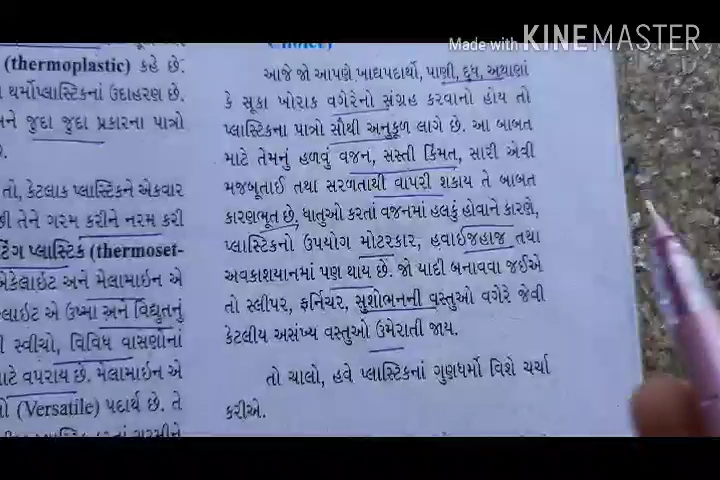 Made with KINEMASTER
(thermoplastic) કહે છે.
થર્મોપ્લાસ્ટિકનાં ઉદાહરણ છે.
જુદા જુદા પ્રકારના પાત્રો
તો, કેટલાક પ્લાસ્ટિકને એકવાર
તેને ગરમ કરીને નરમ કરી
પ્લાસ્ટિક (thermoset-
અને મેલામાઇન એ
એ ઉષ્મા અને વિદ્યુતનું
સ્વીચો, વિવિધ વાસણોનાં
વપરાય છે. મેલામાઇન એ
(Versatile) પદાર્થ છે. તે
આજે જો આપણે ખાદ્યપદાર્થો, પાણી, દૂધ, અથાણાં
કે સૂકા ખોરાક વગેરેનો સંગ્રહ કરવાનો હોય તો
પ્લાસ્ટિકના પાત્રો સૌથી અનુકૂળ લાગે છે. આ બાબત
માટે તેમનું હળવું વજન, સસ્તી કિંમત, સારી એવી
મજબૂતાઈ તથા સરળતાથી વાપરી શકાય તે બાબત
કારણભૂત છે, ધાતુઓ કરતાં વજનમાં હલકું હોવાને કારણે,
પ્લાસ્ટિકનો ઉપયોગ મોટરકાર, હવાઈજહાજ તથા
અવકાશયાનમાં પણ થાય છે. જો યાદી બનાવવા જઈએ
તો સ્લીપર, ફર્નિચર, સુશોભનની વસ્તુઓ વગેરે જેવી
કેટલીય અસંખ્ય વસ્તુઓ ઉમેરાતી જાય.
તો ચાલો, હવે પ્લાસ્ટિકનાં ગુણધર્મો વિશે ચર્ચા
કરીએ.